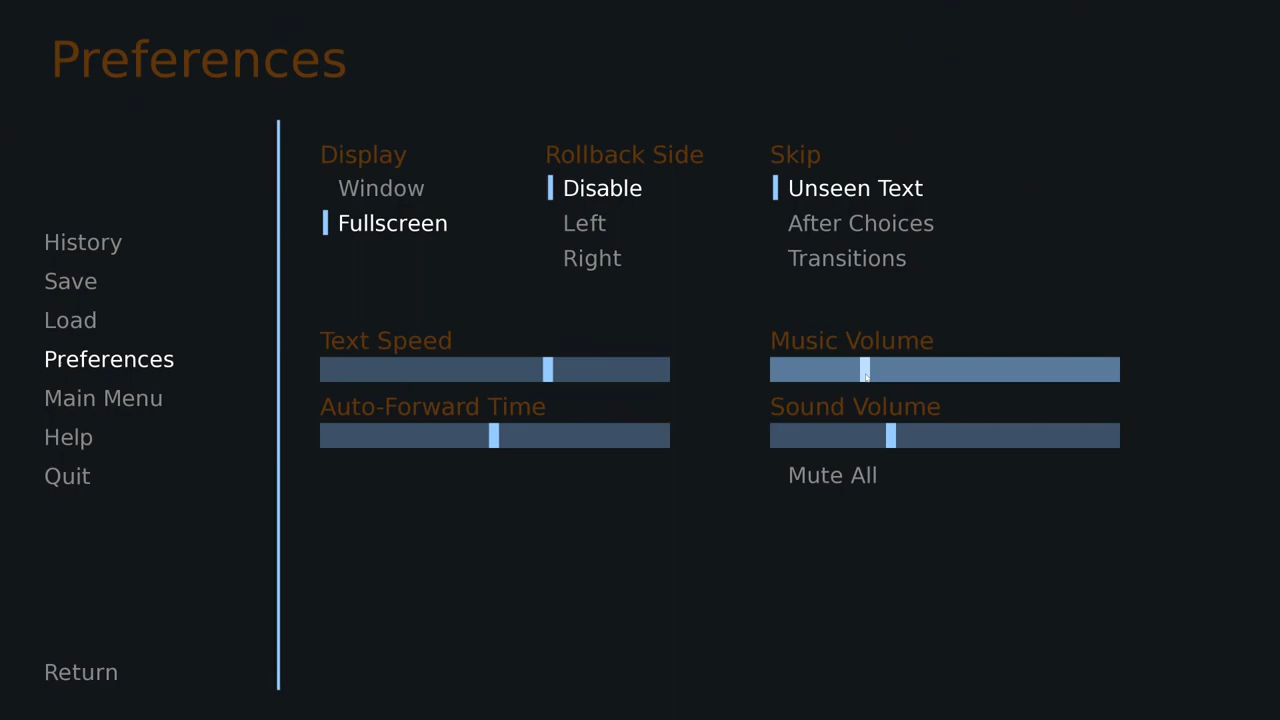 Preferences
History
Save
Load
Preferences
Main Menu
Help
Quit
Return
Display
Window
Fullscreen
Rollback Side
Disable
Left
Right
Skip
Unseen Text
After Choices
Transitions
Text Speed
Auto-Forward Time
Music Volume
Sound Volume
Mute All